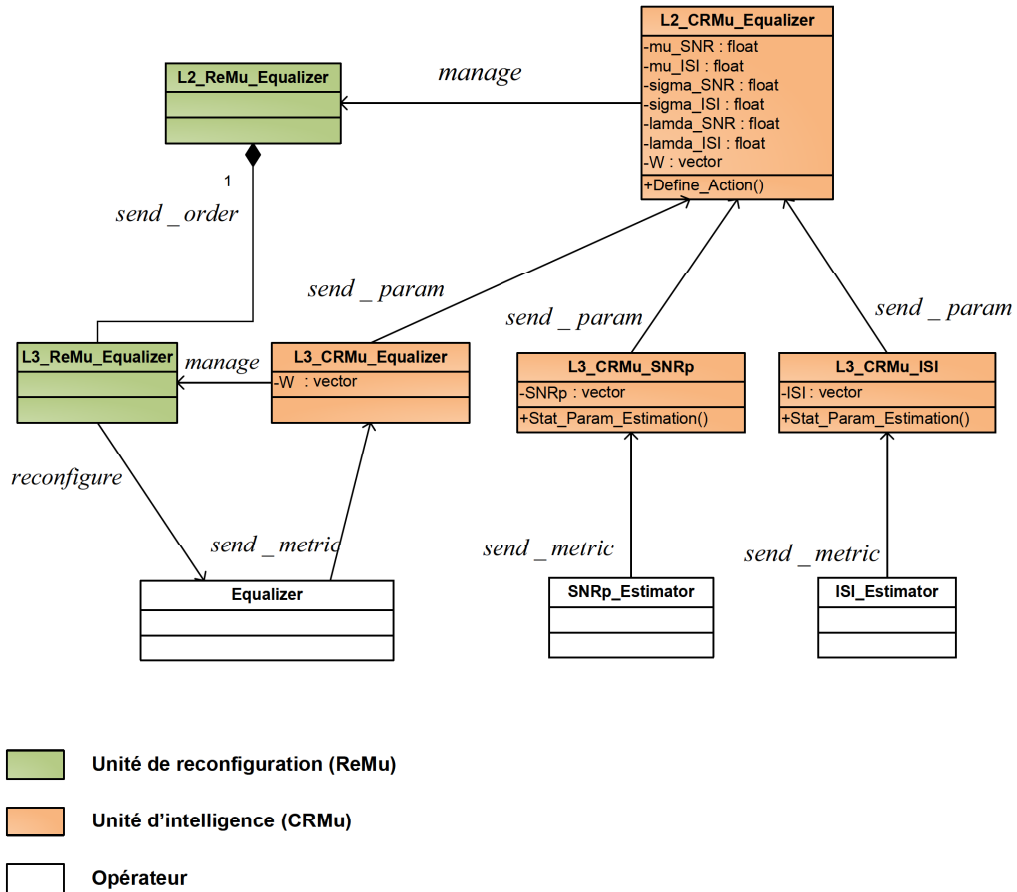 L2_CRMu_Equalizer
-mu_SNR : float
-mu_ISI : float
-sigma_SNR : float
-sigma_ISI : float
-lamda_SNR : float
-lamda_ISI : float
-W : vector
+Define_Action()
manage
L2_ReMu_Equalizer
1
send _ order
send _ param
send _ param
send _ param
L3_ReMu_Equalizer
manage
L3_CRMu_Equalizer
-W : vector
L3_CRMu_SNRp
-SNRp : vector
+Stat_Param_Estimation()
L3_CRMu_ISI
-ISI : vector
+Stat_Param_Estimation()
reconfigure
send _ metric
send _ metric
send _ metric
Equalizer
SNRp_Estimator
ISI_Estimator
Unité de reconfiguration (ReMu)
Unité d'intelligence (CRMu)
Opérateur